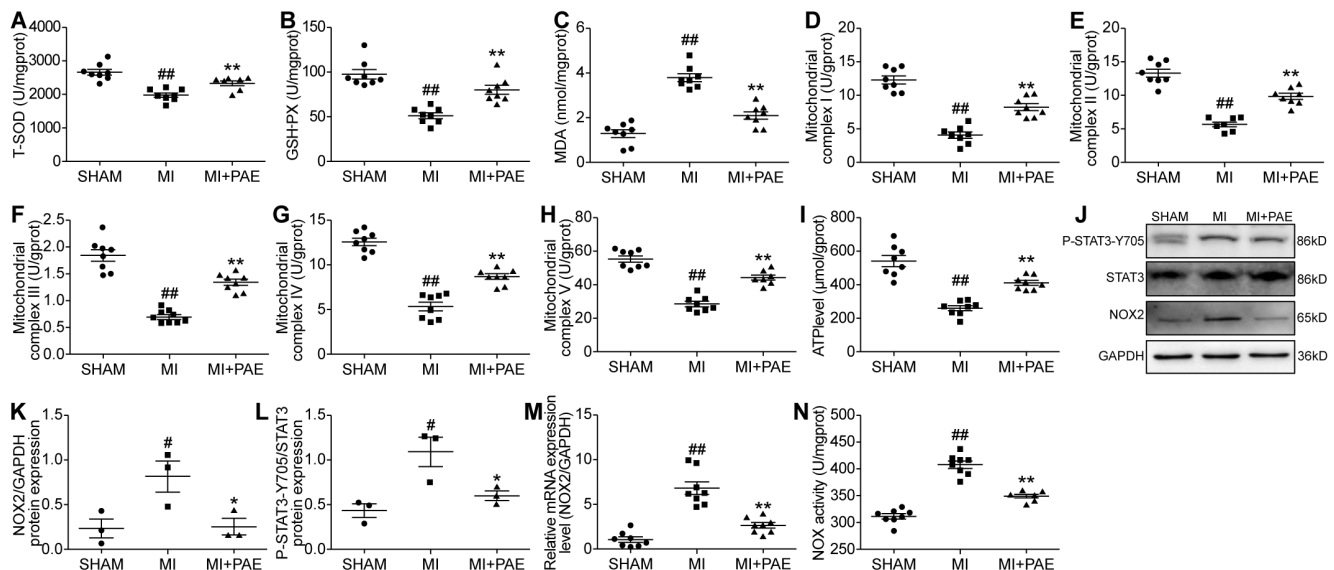 A
T-SOD (U/mgprot)
4000
3000
2000
1000
0
##
**
SHAM MI MI+PAE
B
GSH-PX (U/mgprot)
150
100
50
0
##
**
SHAM MI MI+PAE
C
MDA (nmol/mgprot)
6
4
2
0
##
**
SHAM MI MI+PAE
D
Mitochondrial
complex I (U/gprot)
20
15
10
5
0
##
**
SHAM MI MI+PAE
E
Mitochondrial
complex II (U/gprot)
20
15
10
5
0
##
**
SHAM MI MI+PAE
F
Mitochondrial
complex III (U/gprot)
2.5
2.0
1.5
1.0
0.5
0.0
##
**
SHAM MI MI+PAE
G
Mitochondrial
complex IV (U/gprot)
15
10
5
0
##
**
SHAM MI MI+PAE
H
Mitochondrial
complex V (U/gprot)
80
60
40
20
0
##
**
SHAM MI MI+PAE
I
ATPlevel (μmol/gprot)
800
600
400
200
0
##
**
SHAM MI MI+PAE
J
SHAM MI MI+PAE
P-STAT3-Y705 86kD
STAT3 86kD
NOX2 65kD
GAPDH 36kD
K
NOX2/GAPDH
protein expression
1.5
1.0
0.5
0.0
#
*
SHAM MI MI+PAE
L
P-STAT3-Y705/STAT3
protein expression
1.5
1.0
0.5
0.0
#
*
SHAM MI MI+PAE
M
Relative mRNA expression
level (NOX2/GAPDH)
15
10
5
0
##
**
SHAM MI MI+PAE
N
NOX activity (U/mgprot)
500
450
400
350
300
250
##
**
SHAM MI MI+PAE